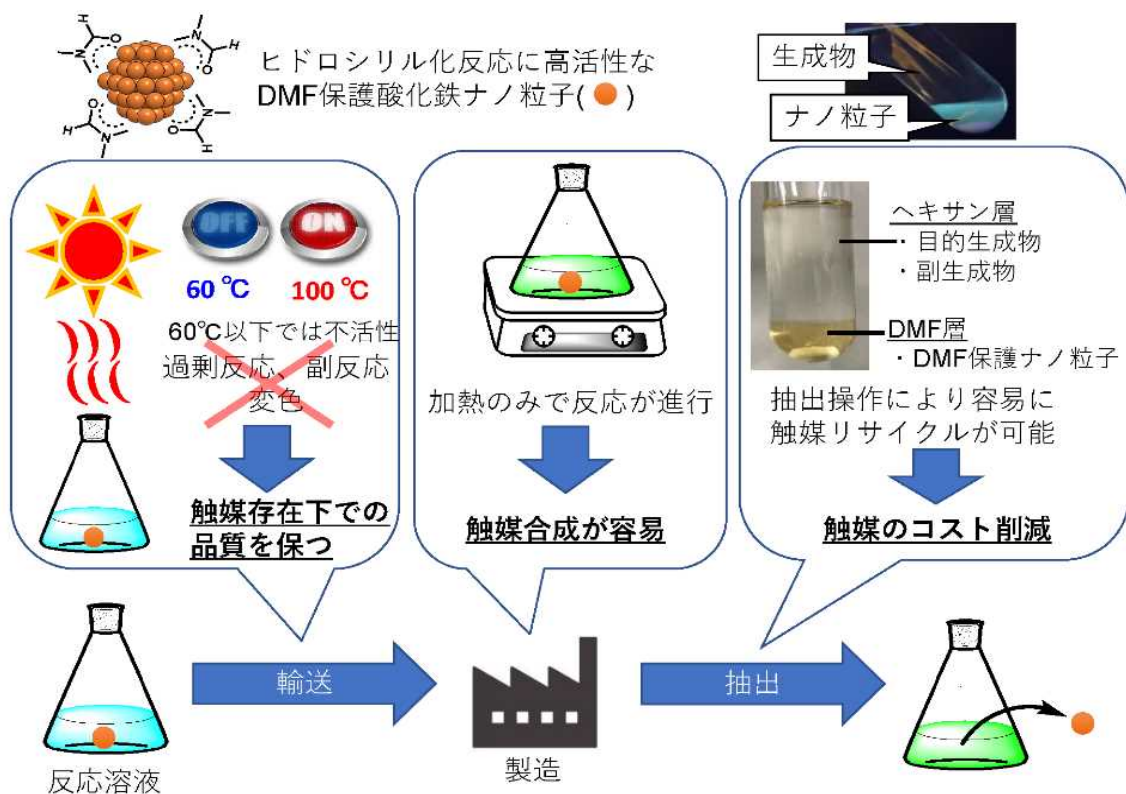 ヒドロシリル化反応に高活性な
DMF保護酸化鉄ナノ粒子( )
H
O
N
O
H
N
H
O
N
N
O
H
生成物
ナノ粒子
OFF
ON
60 ℃
100 ℃
60℃以下では不活性
過剰反応、副反応
変色
触媒存在下での
品質を保つ
加熱のみで反応が進行
触媒合成が容易
ヘキサン層
・目的生成物
・副生成物
DMF層
・DMF保護ナノ粒子
抽出操作により容易に
触媒リサイクルが可能
触媒のコスト削減
反応溶液
輸送
製造
抽出